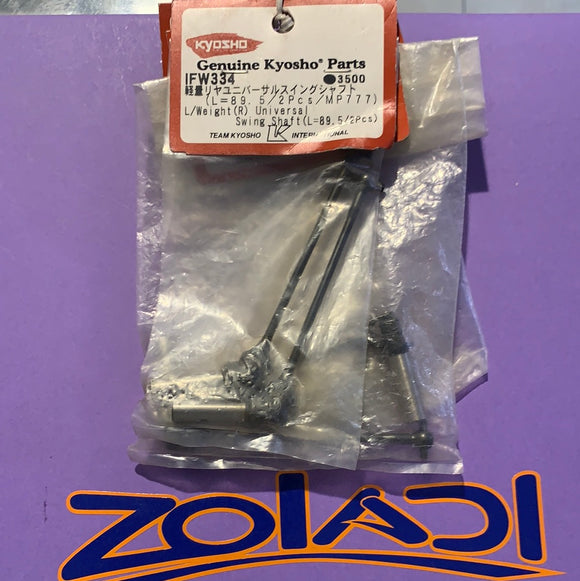 KYOSHO
Genuine Kyosho® Parts
IFW334 ●3500
軽量リヤユニバーサルスイングシャフト
(L=89.5/2Pcs/MP777)
L/Weight(R) Universal
Swing Shaft(L=89.5/2Pcs)
TEAM KYOSHO K INTERNATIONAL
ZOIADI